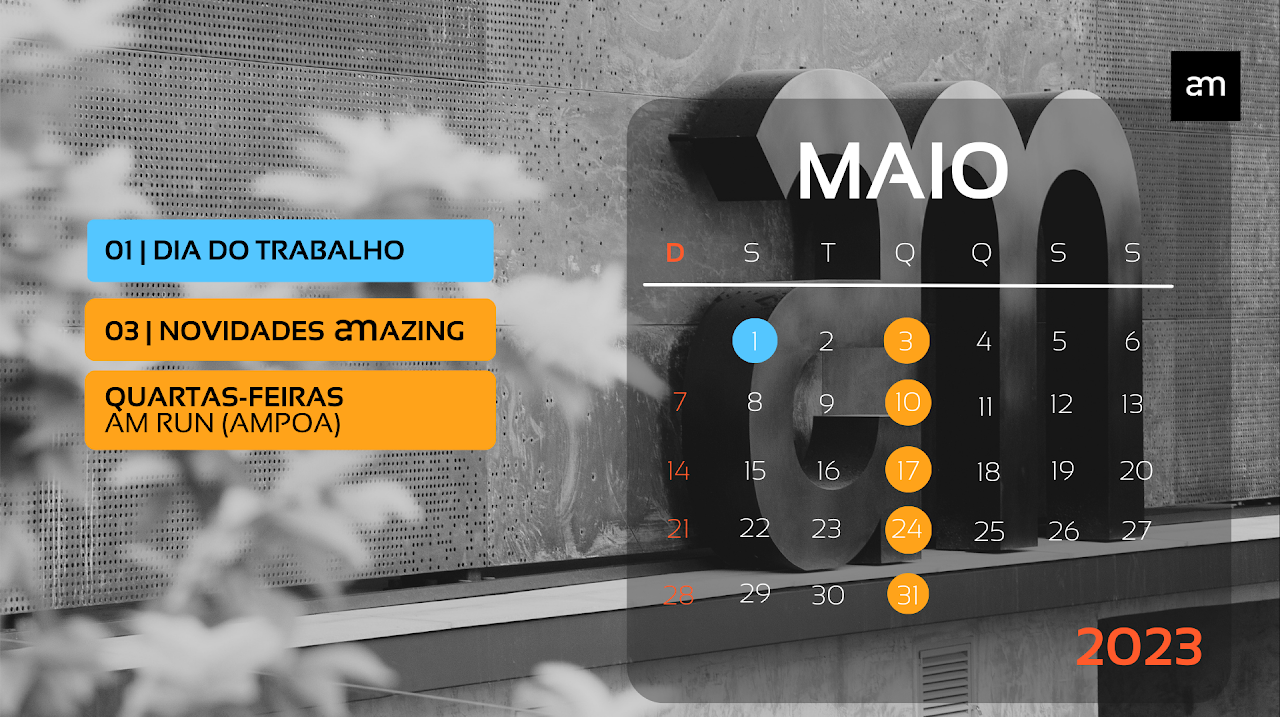 am
MAIO
01 | DIA DO TRABALHO
03 | NOVIDADES amAZING
QUARTAS-FEIRAS
AM RUN (AMPOA)
D S T Q Q S S
1 2 3 4 5 6
7 8 9 10 11 12 13
14 15 16 17 18 19 20
21 22 23 24 25 26 27
28 29 30 31
2023
am